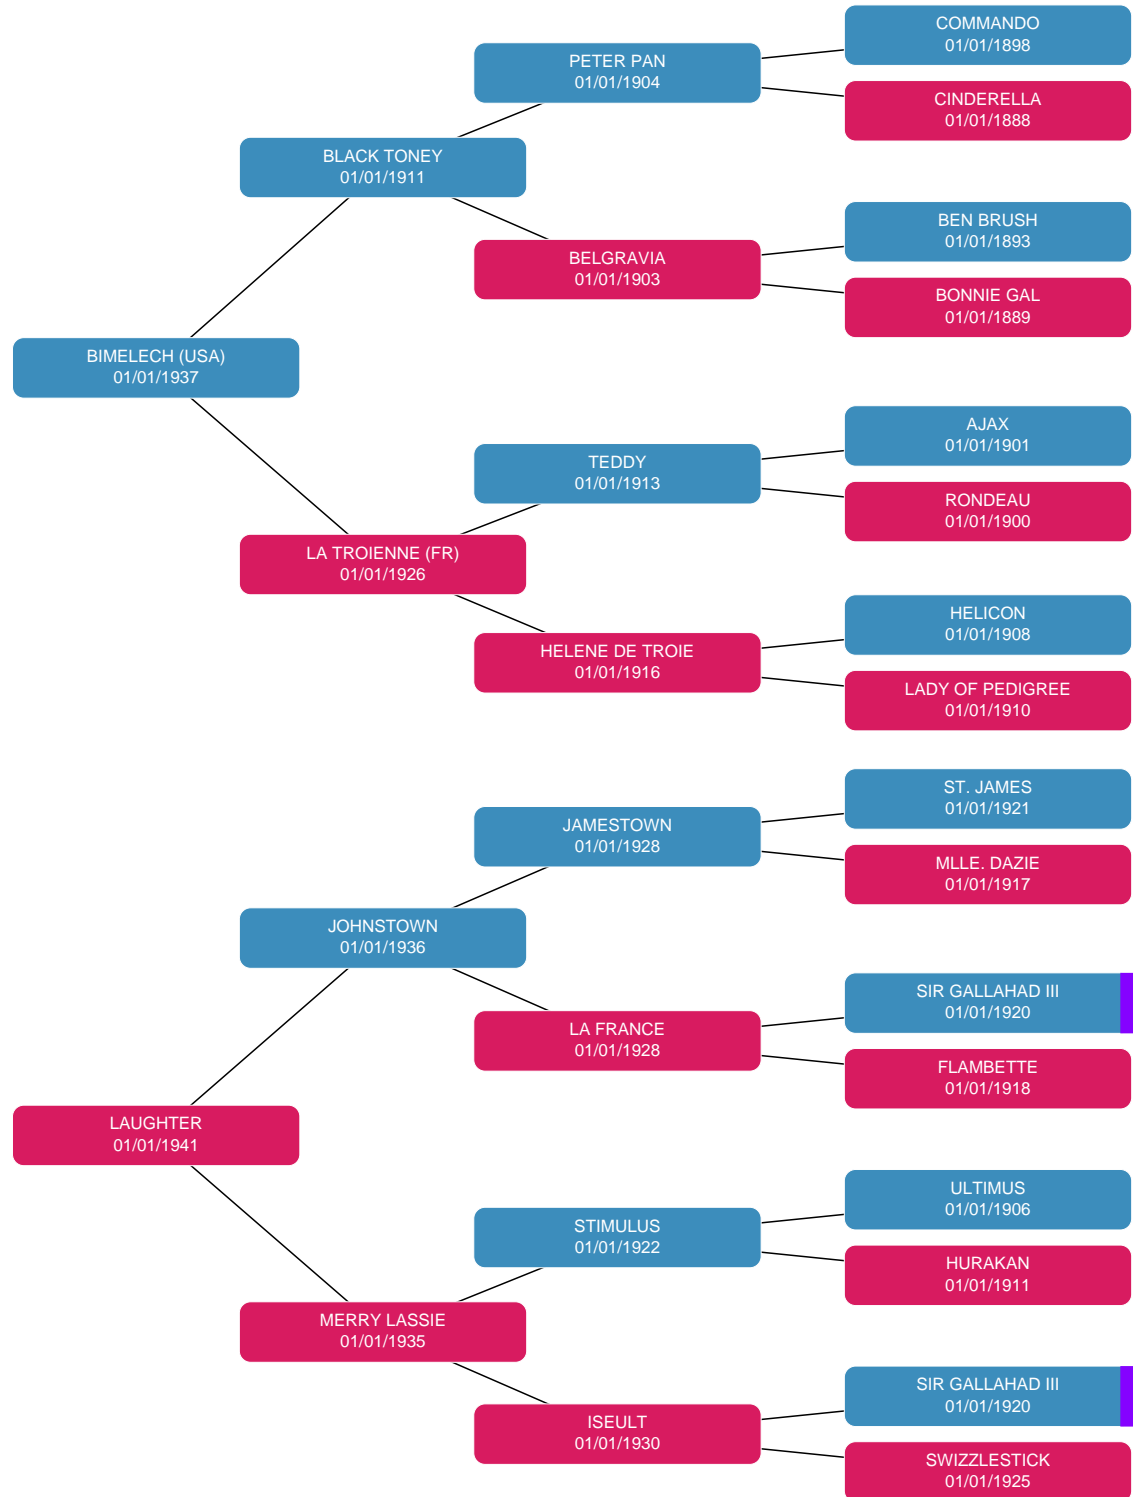 COMMANDO
01/01/1898
PETER PAN
01/01/1904
CINDERELLA
01/01/1888
BLACK TONEY
01/01/1911
BEN BRUSH
01/01/1893
BELGRAVIA
01/01/1903
BONNIE GAL
01/01/1889
BIMELECH (USA)
01/01/1937
AJAX
01/01/1901
TEDDY
01/01/1913
RONDEAU
01/01/1900
LA TROIENNE (FR)
01/01/1926
HELICON
01/01/1908
HELENE DE TROIE
01/01/1916
LADY OF PEDIGREE
01/01/1910
ST. JAMES
01/01/1921
JAMESTOWN
01/01/1928
MLLE. DAZIE
01/01/1917
JOHNSTOWN
01/01/1936
SIR GALLAHAD III
01/01/1920
LA FRANCE
01/01/1928
FLAMBETTE
01/01/1918
LAUGHTER
01/01/1941
ULTIMUS
01/01/1906
STIMULUS
01/01/1922
HURAKAN
01/01/1911
MERRY LASSIE
01/01/1935
SIR GALLAHAD III
01/01/1920
ISEULT
01/01/1930
SWIZZLESTICK
01/01/1925